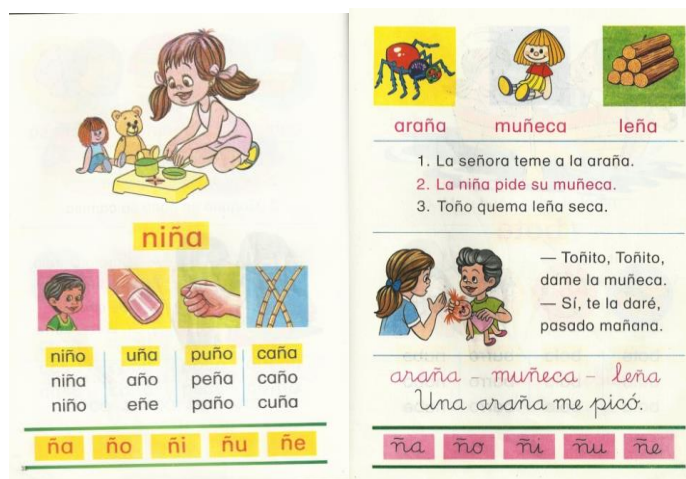 niña
niño uña puño caña
niña año peña caño
niño eñe paño cuña
ña ño ñi ñu ñe
araña muñeca leña
1. La señora teme a la araña.
2. La niña pide su muñeca.
3. Toño quema leña seca.
— Toñito, Toñito,
dame la muñeca.
— Sí, te la daré,
pasado mañana.
araña - muñeca - leña
Una araña me picó.
ña ño ñi ñu ñe